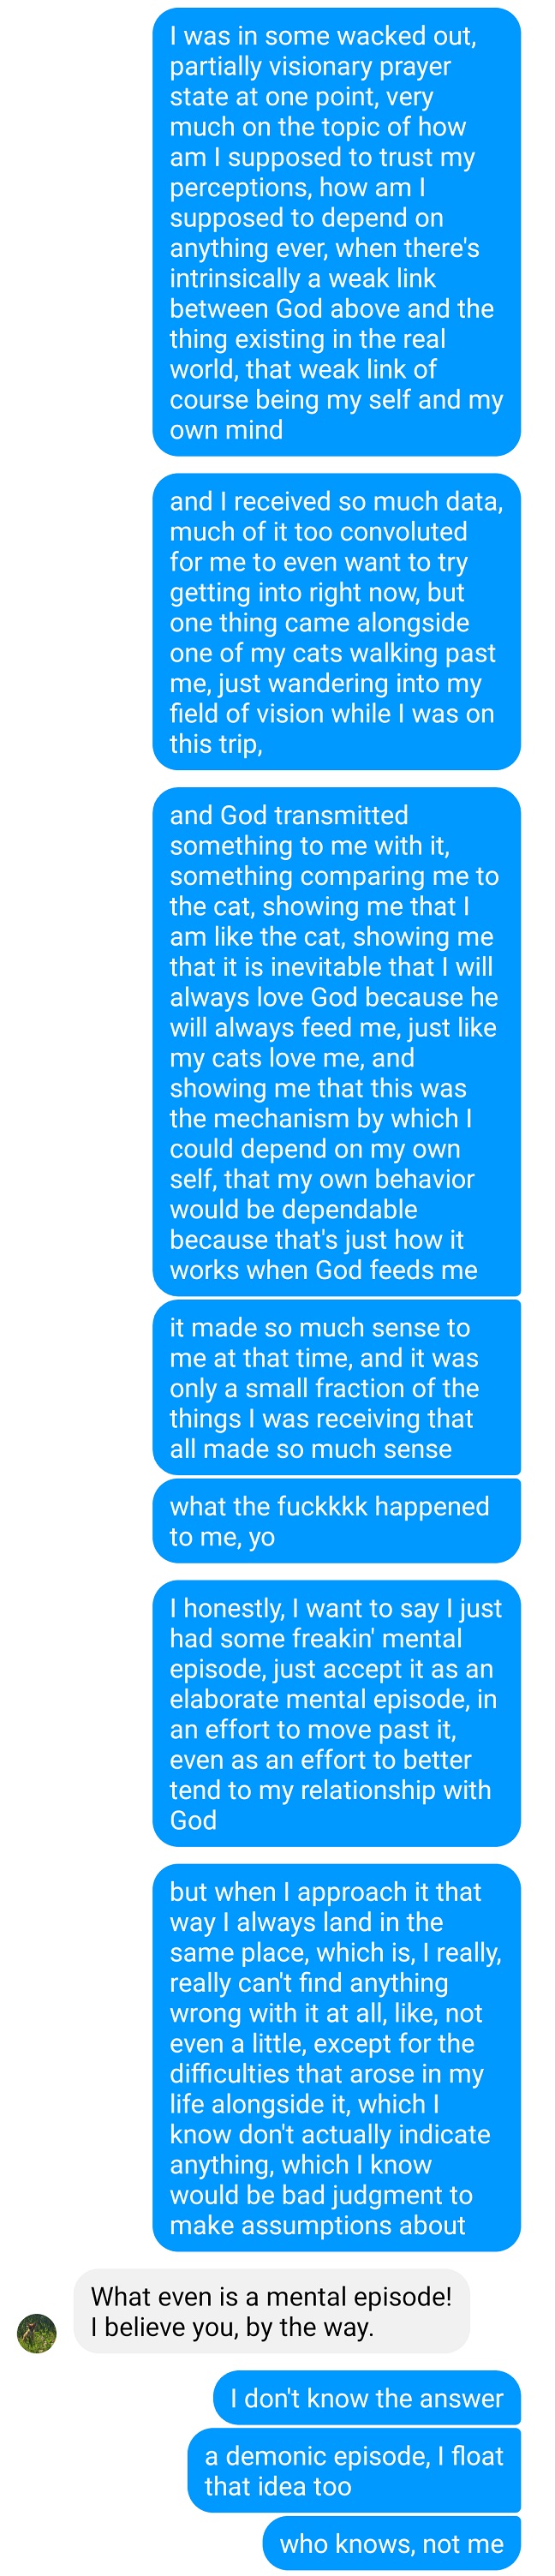 I was in some wacked out,
partially visionary prayer
state at one point, very
much on the topic of how
am I supposed to trust my
perceptions, how am I
supposed to depend on
anything ever, when there's
intrinsically a weak link
between God above and the
thing existing in the real
world, that weak link of
course being my self and my
own mind
and I received so much data,
much of it too convoluted
for me to even want to try
getting into right now, but
one thing came alongside
one of my cats walking past
me, just wandering into my
field of vision while I was on
this trip,
and God transmitted
something to me with it,
something comparing me to
the cat, showing me that I
am like the cat, showing me
that it is inevitable that I will
always love God because he
will always feed me, just like
my cats love me, and
showing me that this was
the mechanism by which I
could depend on my own
self, that my own behavior
would be dependable
because that's just how it
works when God feeds me
it made so much sense to
me at that time, and it was
only a small fraction of the
things I was receiving that
all made so much sense
what the fuckkkk happened
to me, yo
I honestly, I want to say I just
had some freakin' mental
episode, just accept it as an
elaborate mental episode, in
an effort to move past it,
even as an effort to better
tend to my relationship with
God
but when I approach it that
way I always land in the
same place, which is, I really,
really can't find anything
wrong with it at all, like, not
even a little, except for the
difficulties that arose in my
life alongside it, which I
know don't actually indicate
anything, which I know
would be bad judgment to
make assumptions about
What even is a mental episode!
I believe you, by the way.
I don't know the answer
a demonic episode, I float
that idea too
who knows, not me